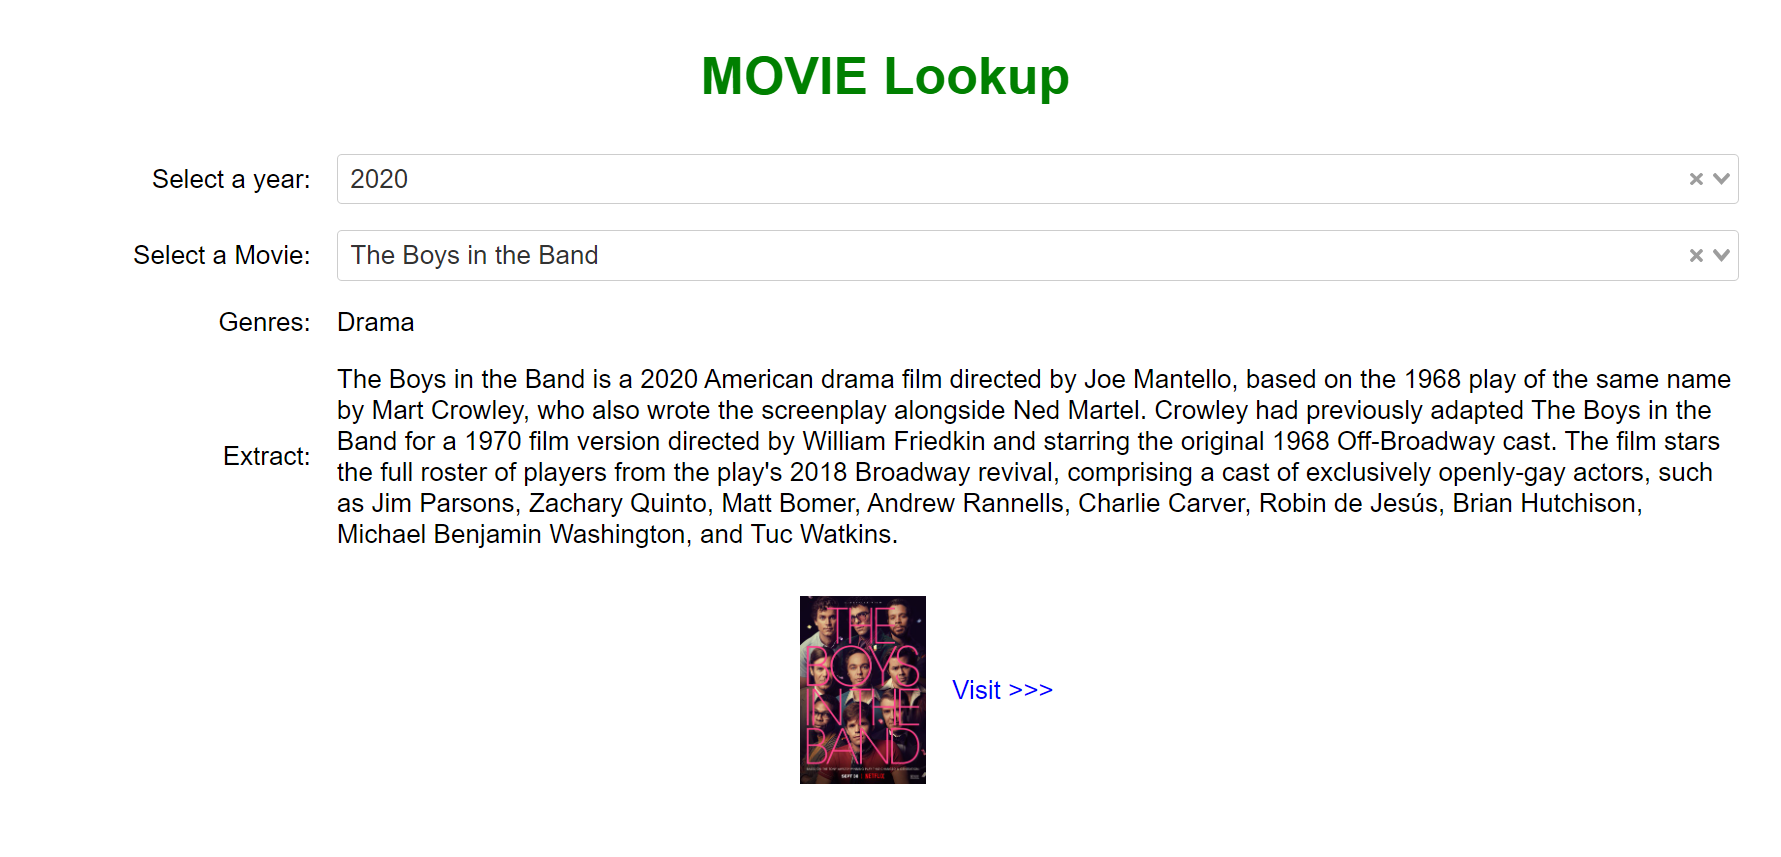 MOVIE Lookup
Select a year: 2020
Select a Movie: The Boys in the Band
Genres: Drama
Extract:
The Boys in the Band is a 2020 American drama film directed by Joe Mantello, based on the 1968 play of the same name
by Mart Crowley, who also wrote the screenplay alongside Ned Martel. Crowley had previously adapted The Boys in the
Band for a 1970 film version directed by William Friedkin and starring the original 1968 Off-Broadway cast. The film stars
the full roster of players from the play's 2018 Broadway revival, comprising a cast of exclusively openly-gay actors, such
as Jim Parsons, Zachary Quinto, Matt Bomer, Andrew Rannells, Charlie Carver, Robin de Jesús, Brian Hutchison,
Michael Benjamin Washington, and Tuc Watkins.
THE
BOYS
IN THE
BAND
SEPT 30 | NETFLIX
Visit >>>